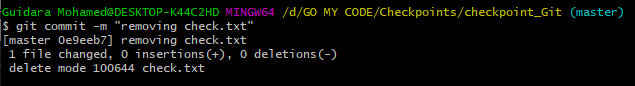 Guidara Mohamed@DESKTOP-K44C2HD MINGW64 /d/GO MY CODE/Checkpoints/checkpoint_Git (master)
$ git commit -m "removing check.txt"
[master 0e9eeb7] removing check.txt
 1 file changed, 0 insertions(+), 0 deletions(-)
 delete mode 100644 check.txt